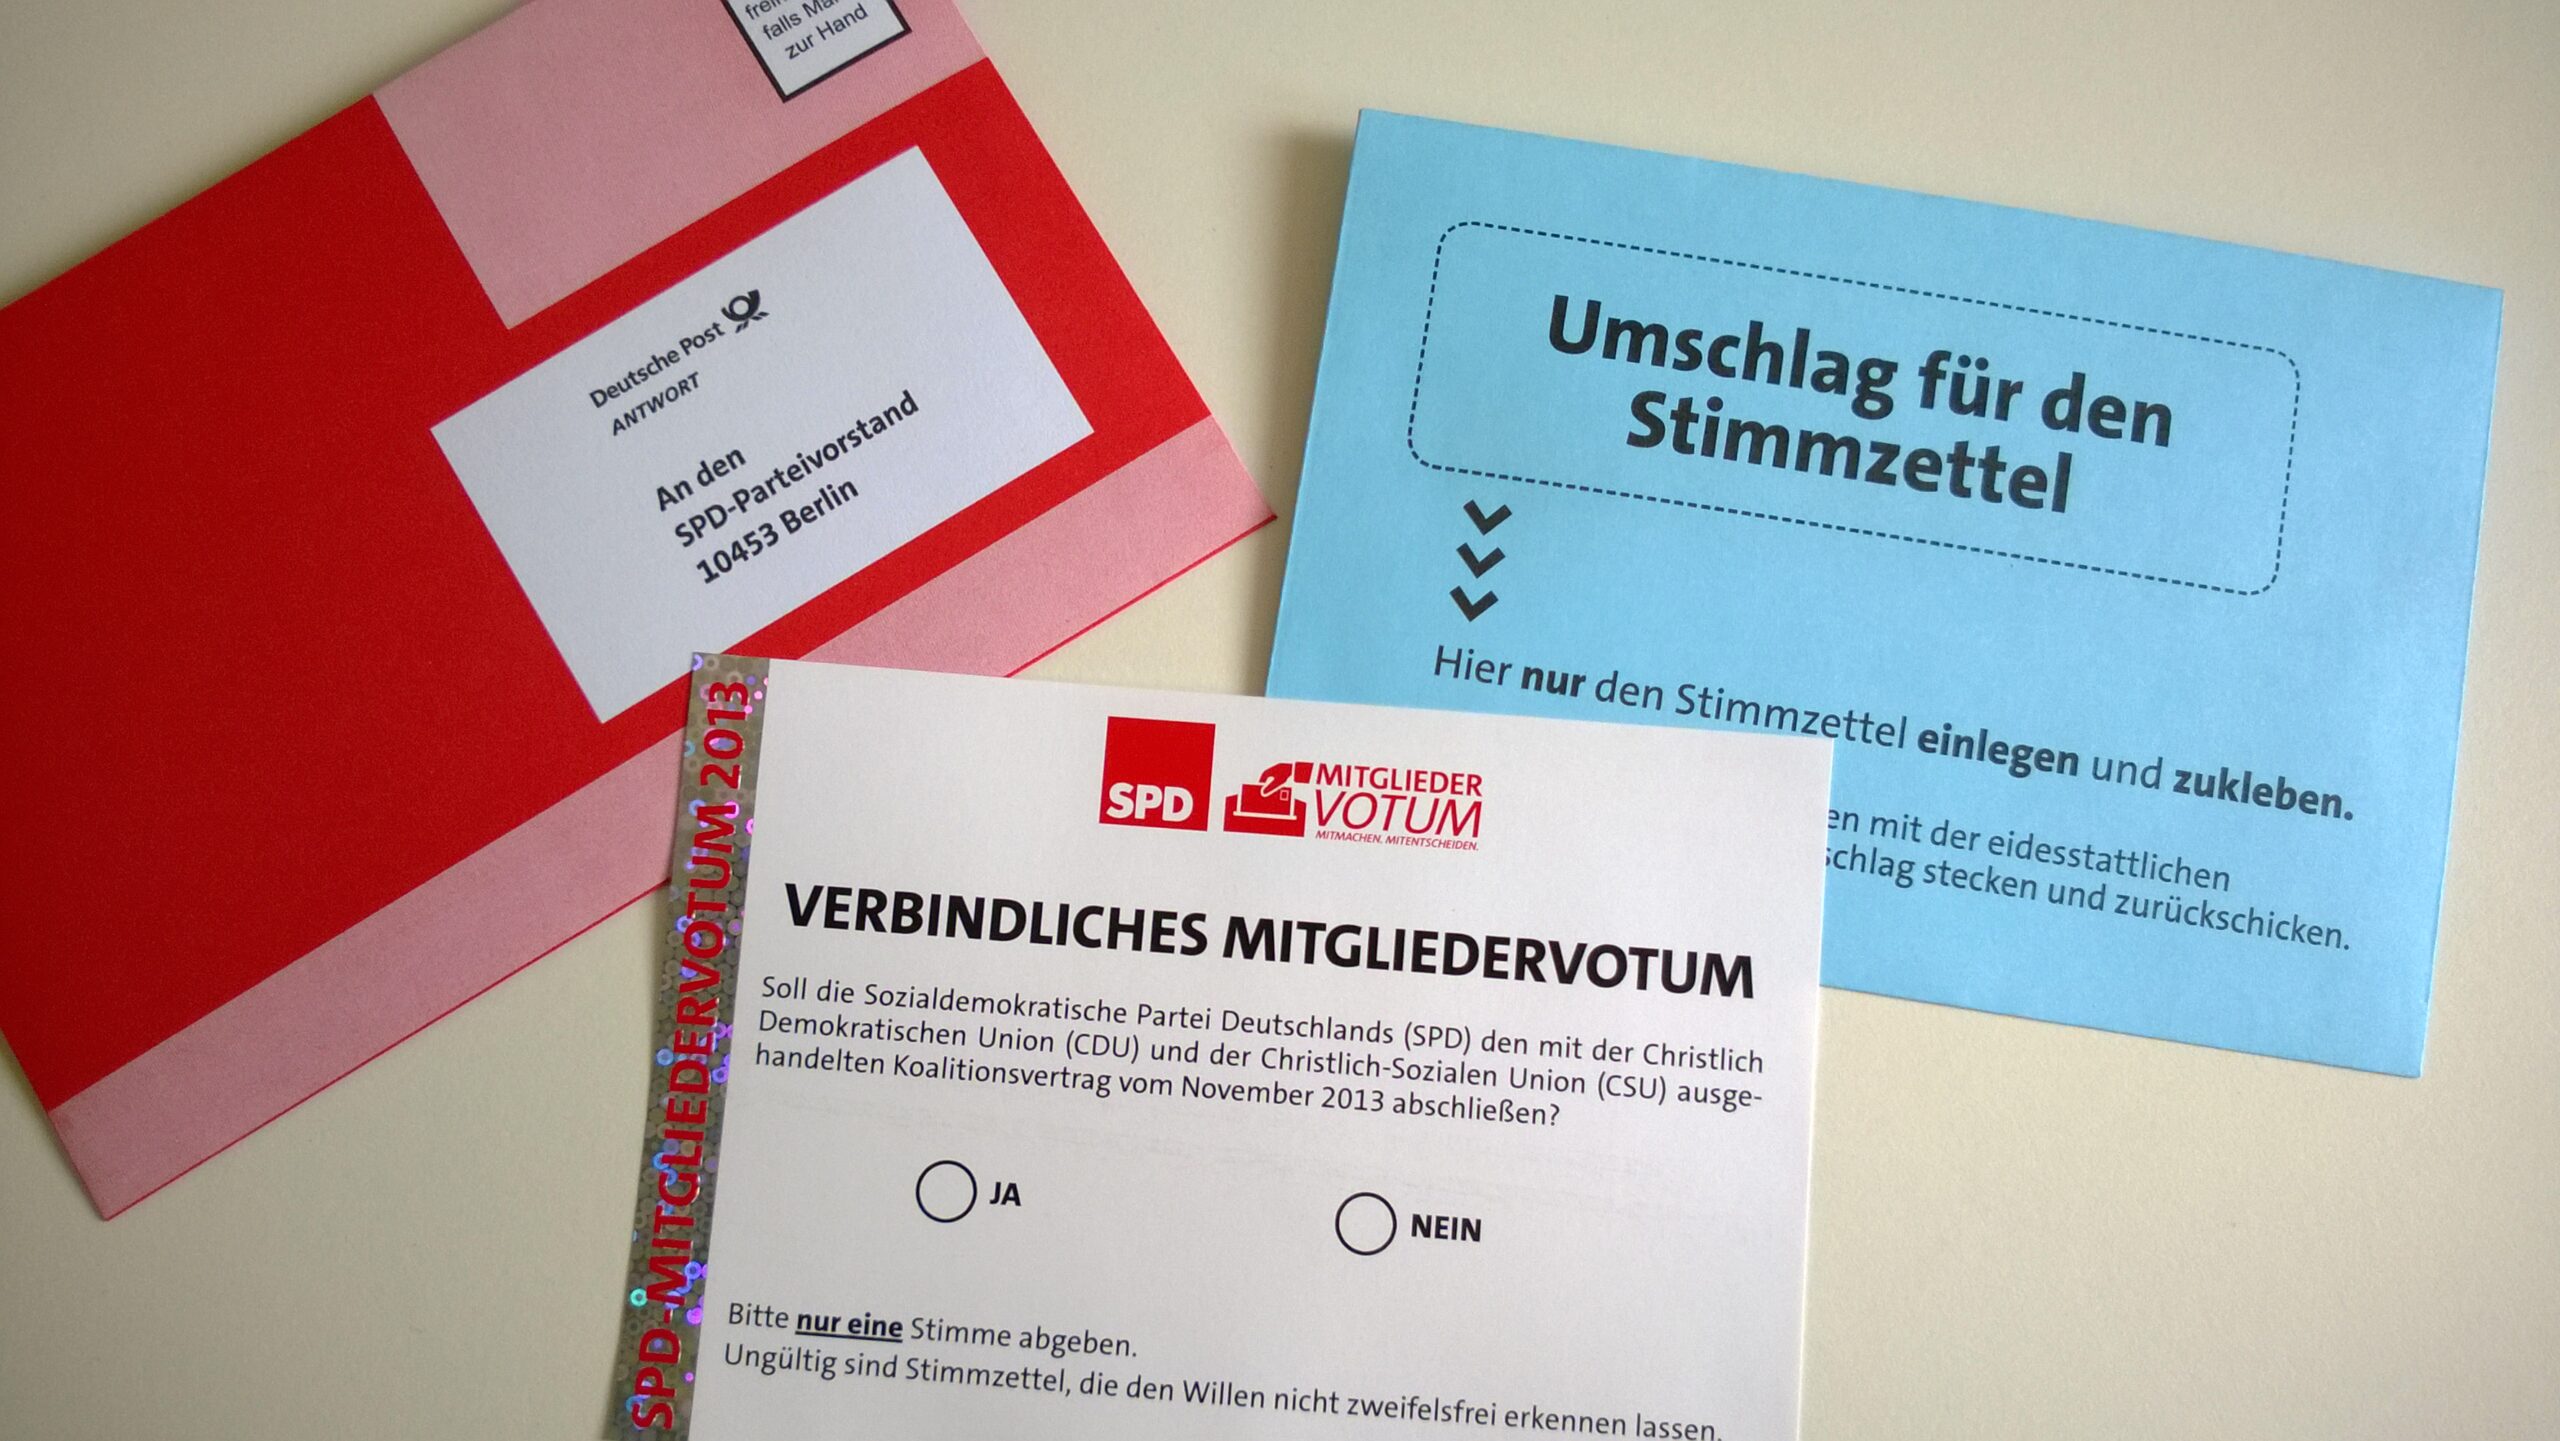 falls
zur Hand
Deutsche Post
ANTWORT
An den
SPD-Parteivorstand
10453 Berlin
Umschlag für den
Stimmzettel
Hier nur den Stimmzettel einlegen und zukleben.
mit der eidesstattlichen
stecken und zurückschicken.
SPD-MITGLIEDERVOTUM 2013
SPD
MITGLIEDER
VOTUM
MITMACHEN. MITENTSCHEIDEN.
VERBINDLICHES MITGLIEDERVOTUM
Soll die Sozialdemokratische Partei Deutschlands (SPD) den mit der Christlich
Demokratischen Union (CDU) und der Christlich-Sozialen Union (CSU) ausge-
handelten Koalitionsvertrag vom November 2013 abschließen?
JA
NEIN
Bitte nur eine Stimme abgeben.
Ungültig sind Stimmzettel, die den Willen nicht zweifelsfrei erkennen lassen.